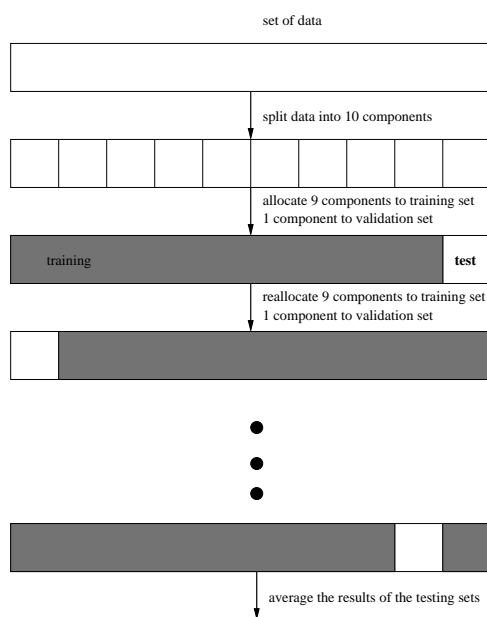 set of data
split data into 10 components
allocate 9 components to training set
1 component to validation set
training
test
reallocate 9 components to training set
1 component to validation set
average the results of the testing sets